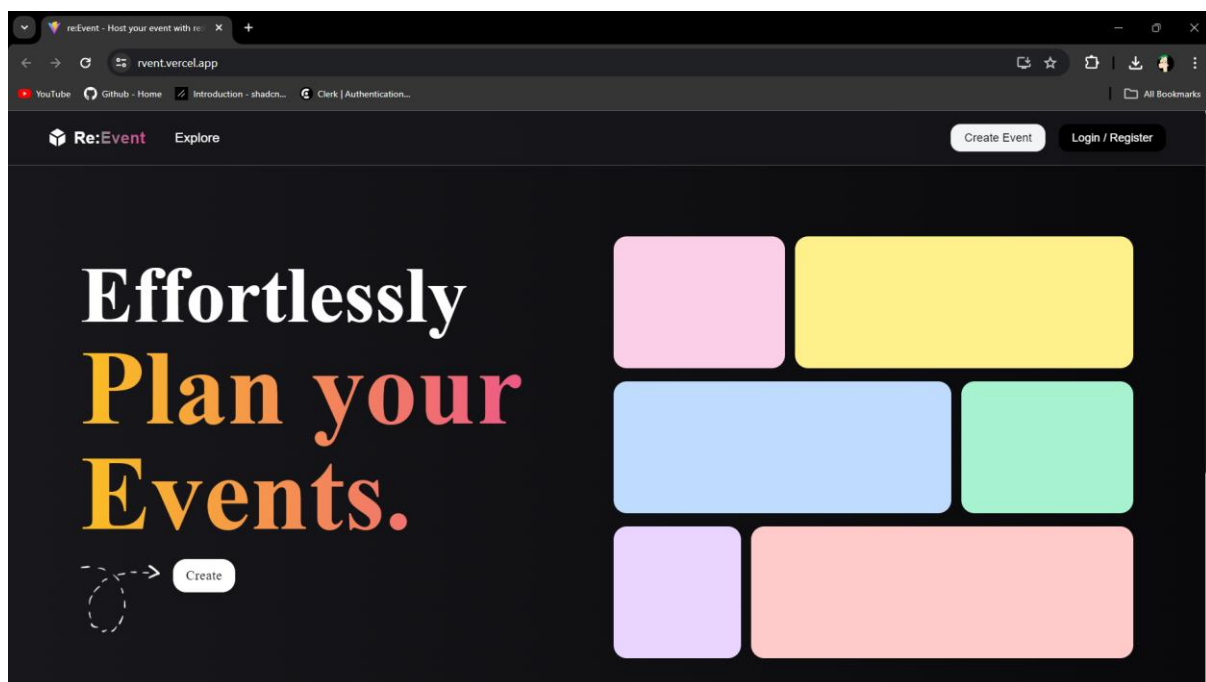 re:Event - Host your event with re:
rvent.vercel.app
YouTube Github - Home Introduction - shadcn... Clerk | Authentication... All Bookmarks
Re:Event Explore Create Event Login / Register
Effortlessly
Plan your
Events.
Create